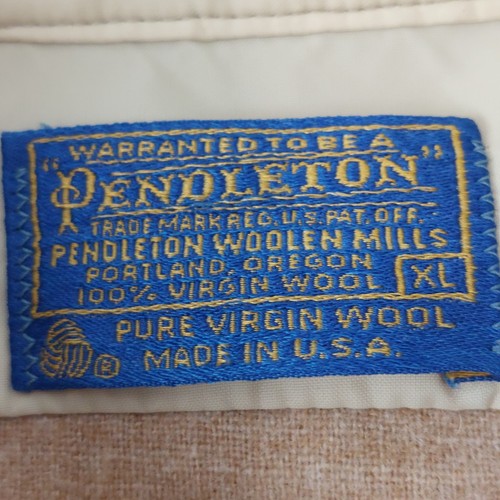 WARRANTED TO BE A
"PENDLETON"
TRADE MARK REG. U.S. PAT. OFF.
PENDLETON WOOLEN MILLS
PORTLAND, OREGON
100% VIRGIN WOOL XL
PURE VIRGIN WOOL
® MADE IN U.S.A.